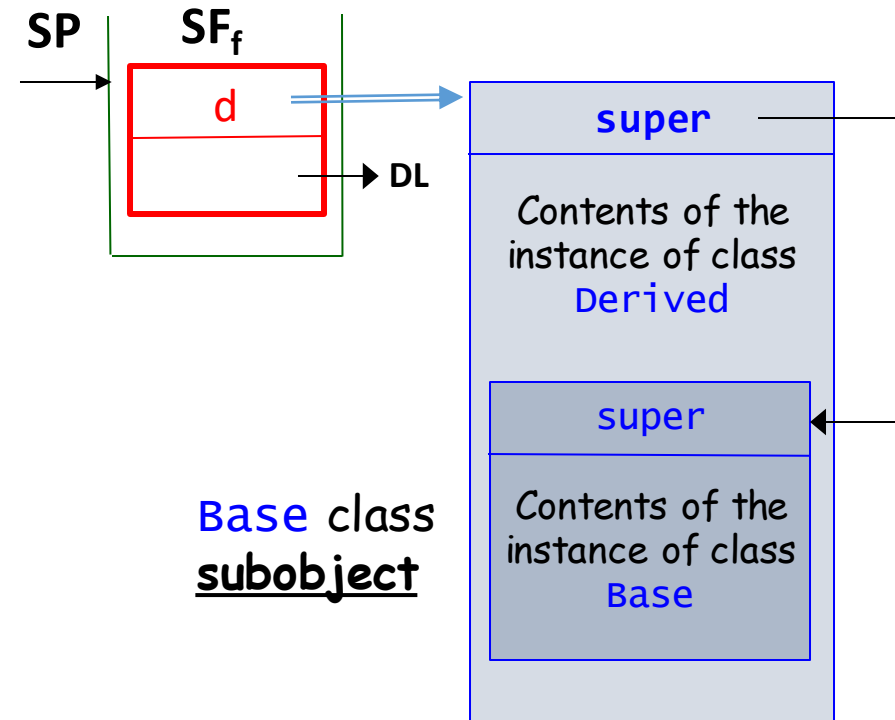 SP
SFf
d
DL
super
Contents of the
instance of class
Derived
super
Contents of the
instance of class
Base
Base class
subobject